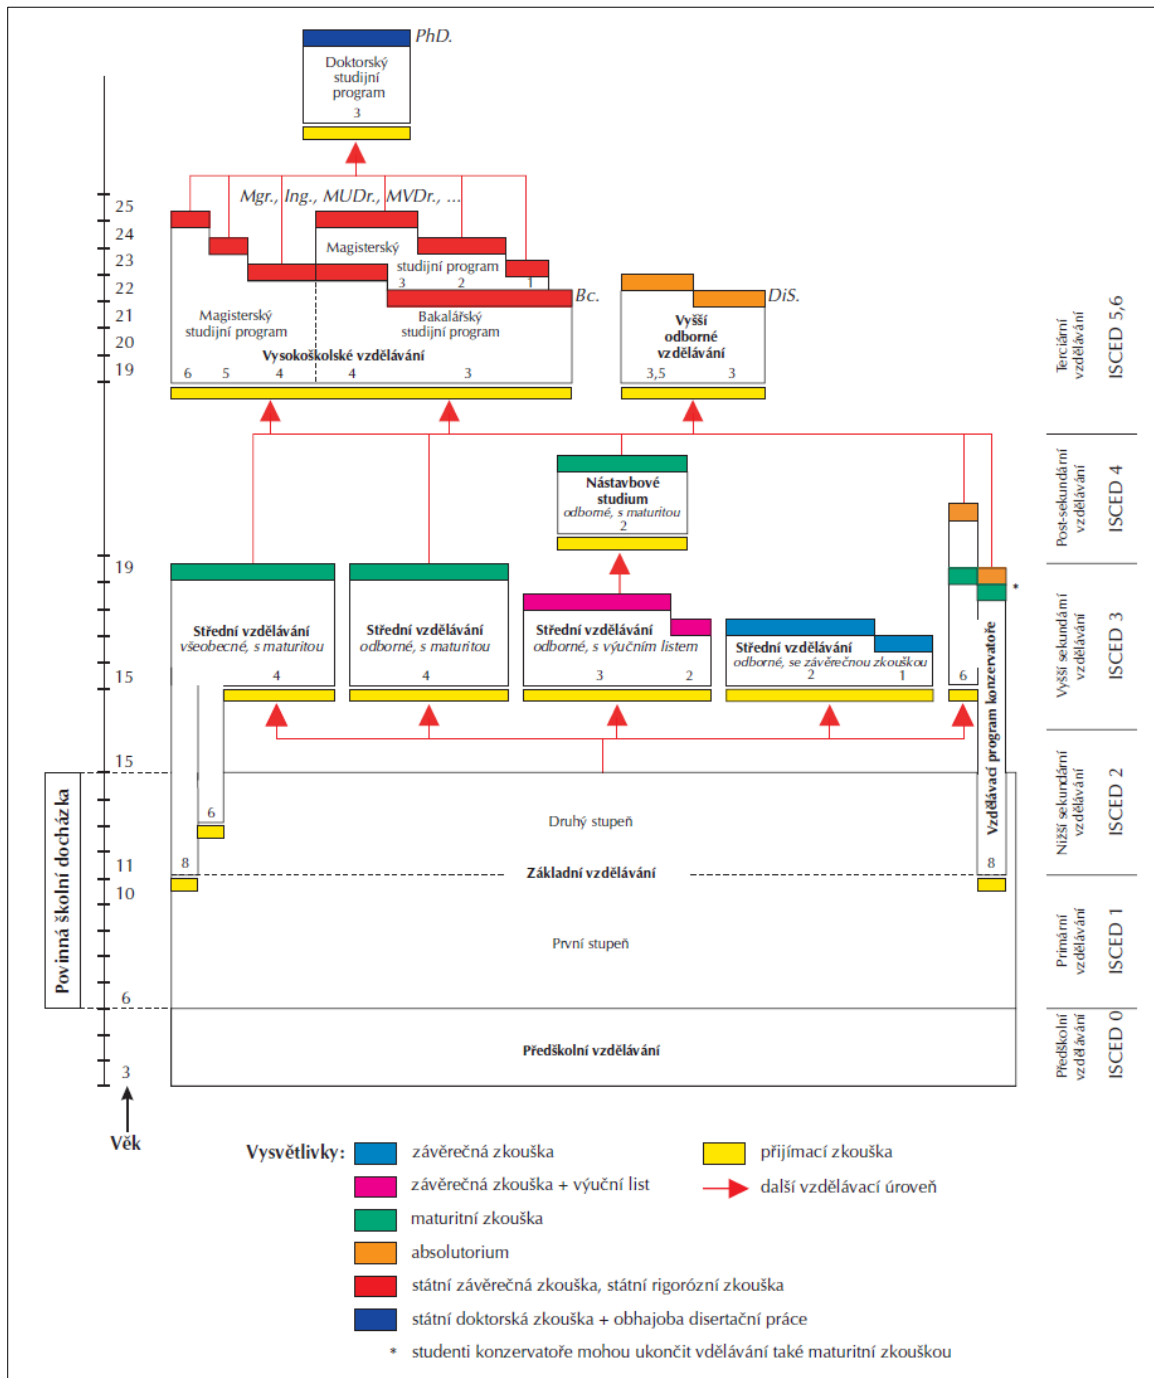 PhD.
Doktorský
studijní
program
3
Mgr., Ing., MUDr., MVDr., ...
25
24
23
22
21
20
19
Magisterský
studijní program
3
2
1
Bc.
Magisterský
studijní program
Bakalářský
studijní program
Vysokoškolské vzdělávání
6
5
4
4
3
DiS.
Vyšší
odborné
vzdělávání
3,5
3
Terciární
vzdělávání
ISCED 5,6
Nástavbové
studium
odborné, s maturitou
2
Post-sekundární
vzdělávání
ISCED 4
19
15
Střední vzdělávání
všeobecné, s maturitou
4
Střední vzdělávání
odborné, s maturitou
4
Střední vzdělávání
odborné, s výučním listem
3
2
Střední vzdělávání
odborné, se závěrečnou zkouškou
2
1
6
*
Vzdělávací program konzervatoře
8
Vyšší sekundární
vzdělávání
ISCED 3
15
11
10
6
3
Věk
Povinná školní docházka
6
8
Druhý stupeň
Základní vzdělávání
První stupeň
Předškolní vzdělávání
Nižší sekundární
vzdělávání
ISCED 2
Primární
vzdělávání
ISCED 1
Předškolní
vzdělávání
ISCED 0
Vysvětlivky:
závěrečná zkouška
závěrečná zkouška + výuční list
maturitní zkouška
absolutorium
státní závěrečná zkouška, státní rigorózní zkouška
státní doktorská zkouška + obhajoba disertační práce
* studenti konzervatoře mohou ukončit vdělávání také maturitní zkouškou
přijímací zkouška
další vzdělávací úroveň